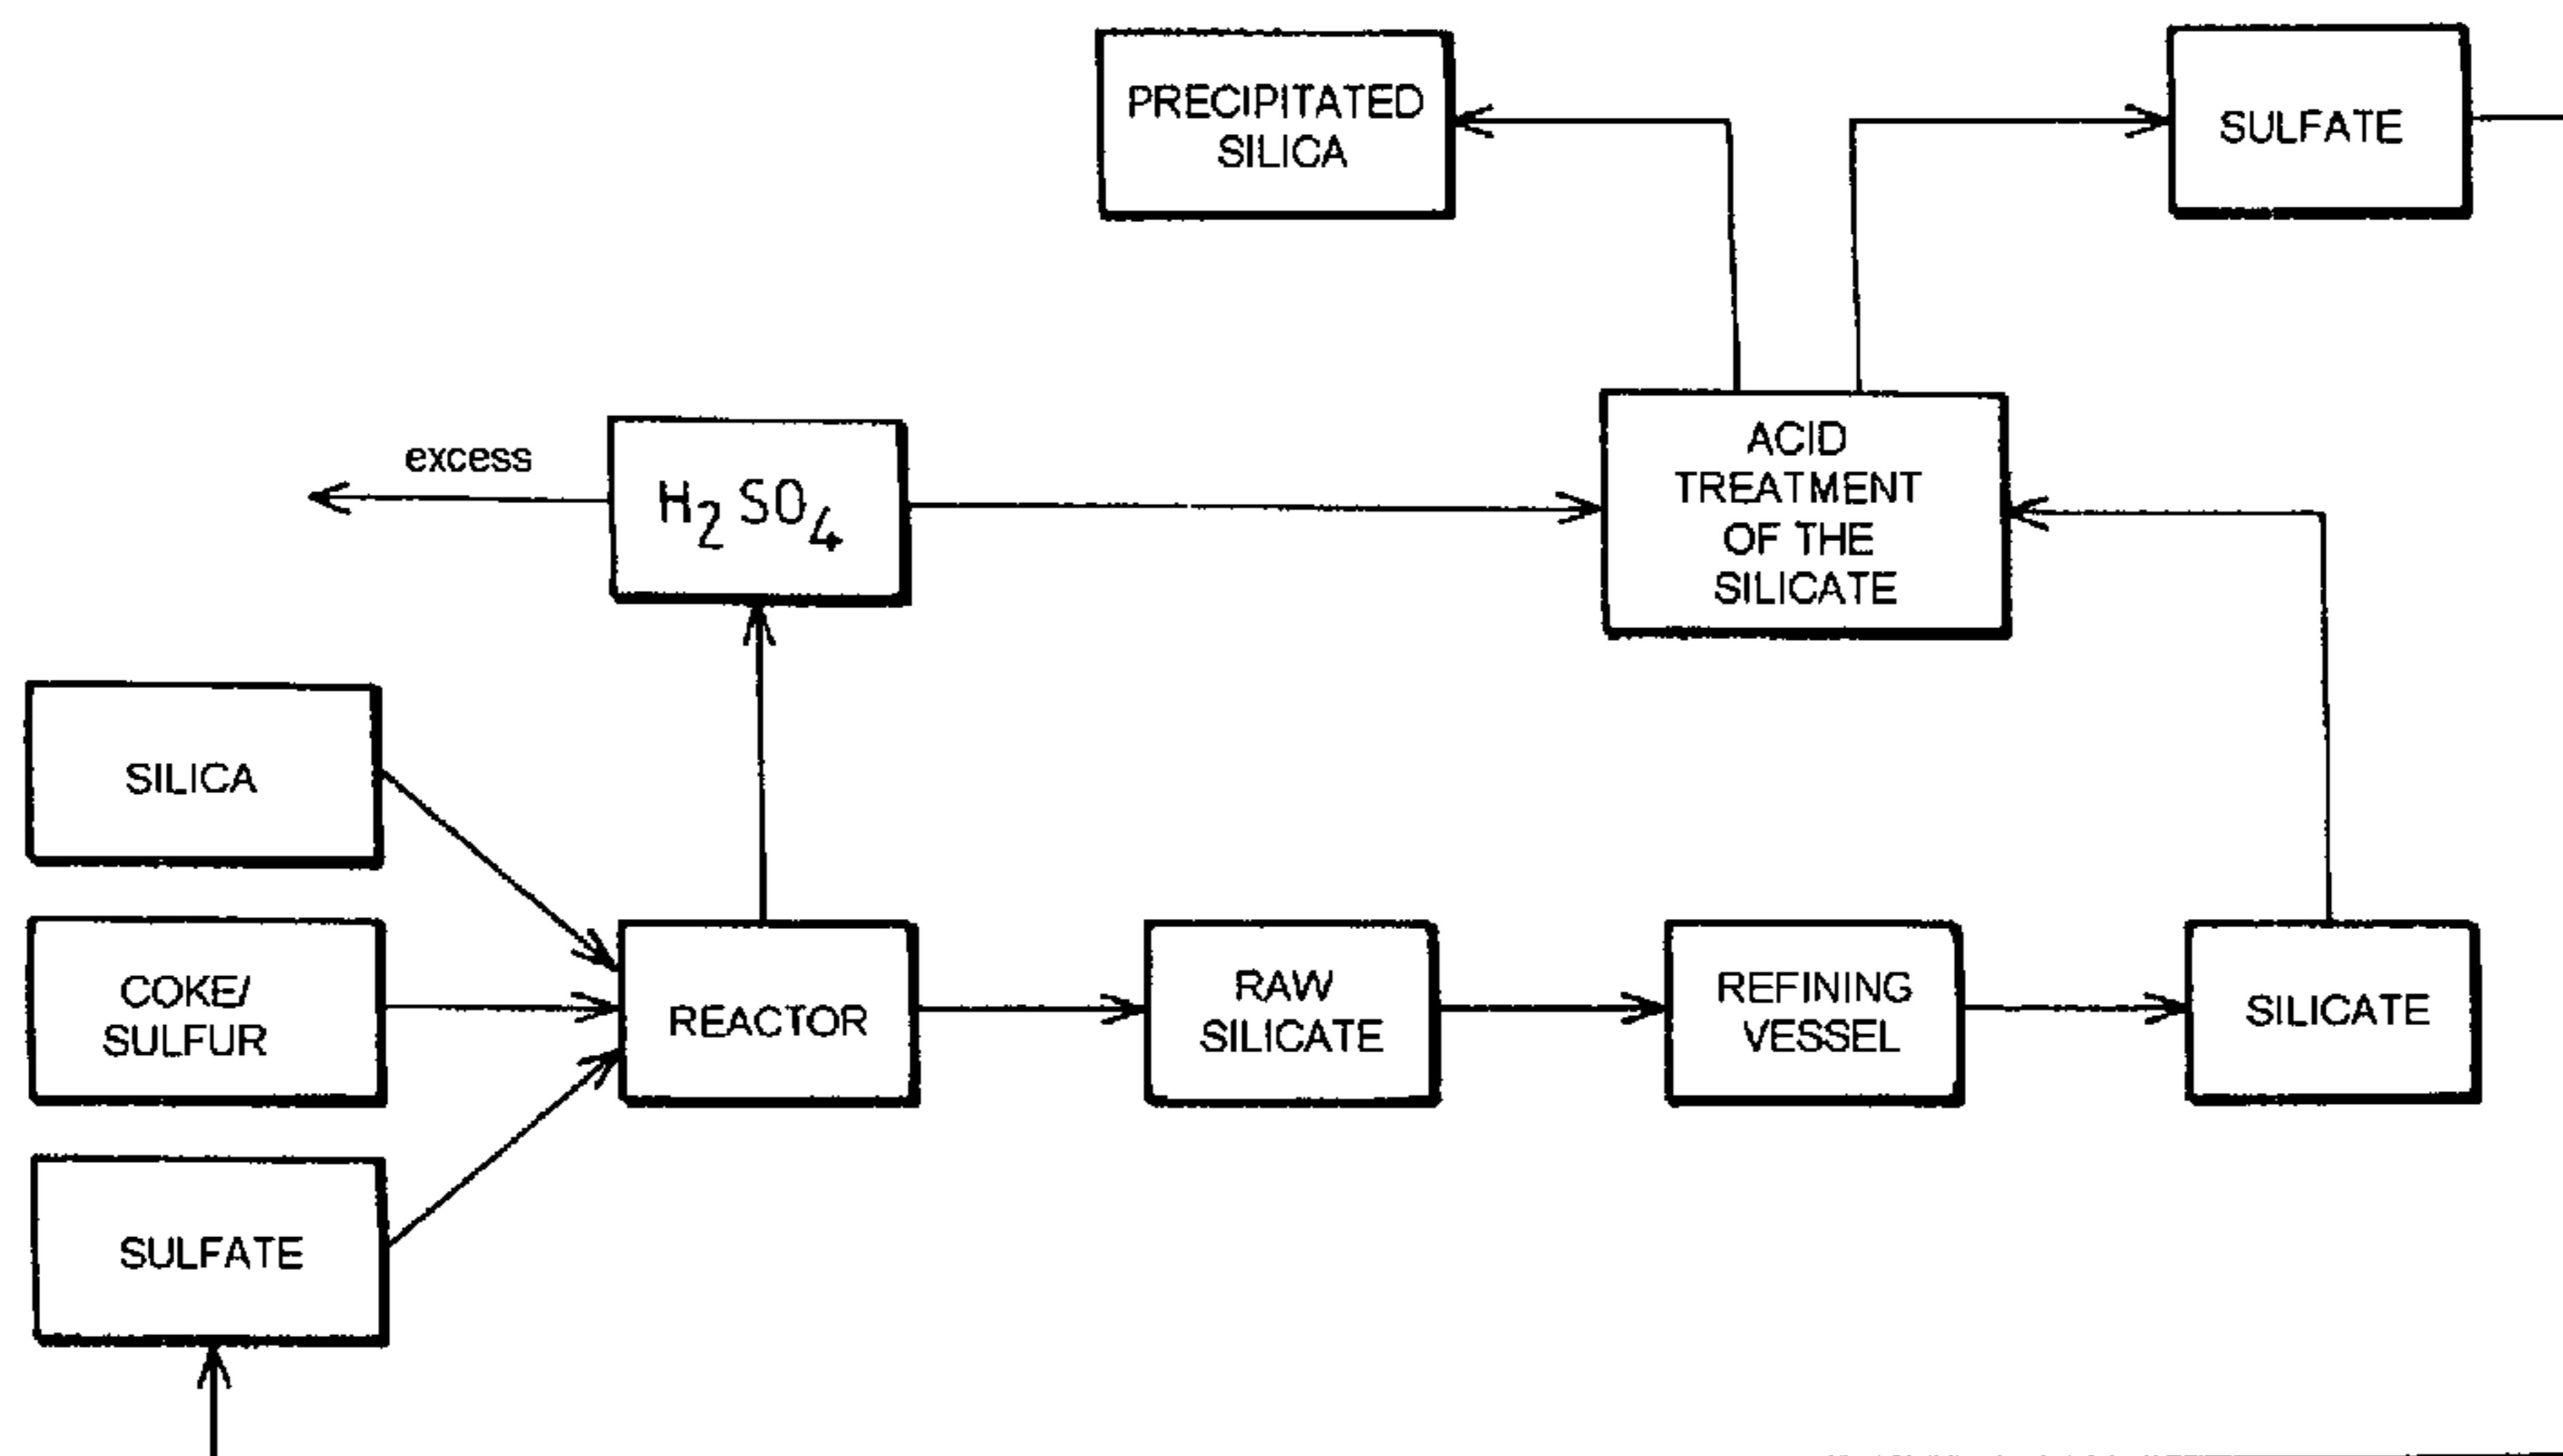 PRECIPITATED
SILICA
SULFATE
excess
H₂SO₄
ACID
TREATMENT
OF THE
SILICATE
SILICA
COKE/
SULFUR
REACTOR
RAW
SILICATE
REFINING
VESSEL
SILICATE
SULFATE